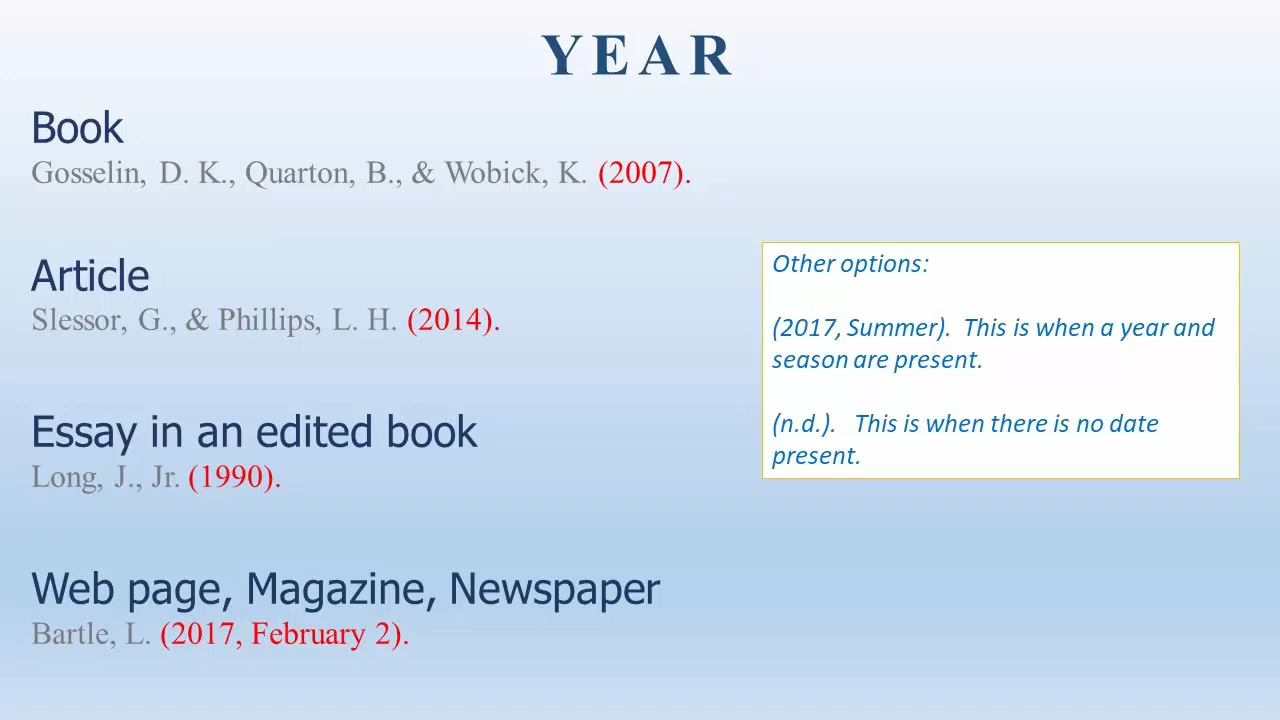 YEAR
Book
Gosselin, D. K., Quarton, B., & Wobick, K. (2007).
Article
Slessor, G., & Phillips, L. H. (2014).
Essay in an edited book
Long, J., Jr. (1990).
Web page, Magazine, Newspaper
Bartle, L. (2017, February 2).
Other options:
(2017, Summer).  This is when a year and
season are present.
(n.d.).   This is when there is no date
present.